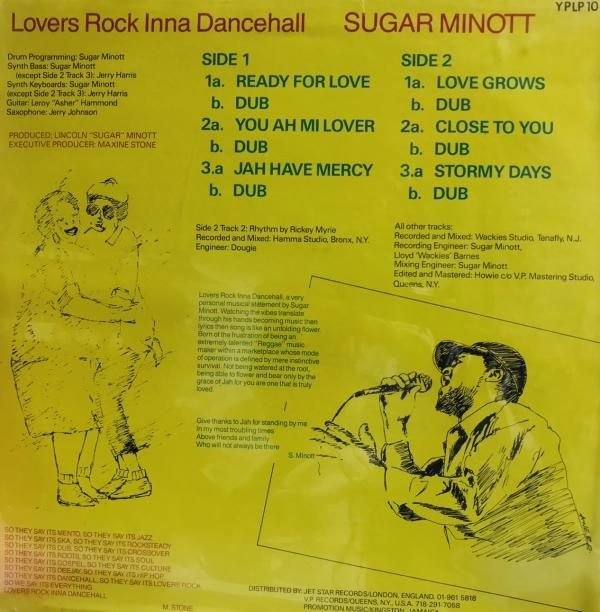 YPLP 10
Lovers Rock Inna Dancehall SUGAR MINOTT
Drum Programming: Sugar Minott
Synth Bass: Sugar Minott
(except Side 2 Track 3): Jerry Harris
Synth Keyboards: Sugar Minott
(except Side 2 Track 3): Jerry Harris
Guitar: Leroy "Asher" Hammond
Saxophone: Jerry Johnson
PRODUCED: LINCOLN "SUGAR" MINOTT
EXECUTIVE PRODUCER: MAXINE STONE
SIDE 1
1a. READY FOR LOVE
b. DUB
2a. YOU AH MI LOVER
b. DUB
3.a JAH HAVE MERCY
b. DUB
SIDE 2
1a. LOVE GROWS
b. DUB
2a. CLOSE TO YOU
b. DUB
3.a STORMY DAYS
b. DUB
Side 2 Track 2: Rhythm by Rickey Myrie
Recorded and Mixed: Hamma Studio, Bronx, N.Y.
Engineer: Dougie
All other tracks:
Recorded and Mixed: Wackies Studio, Tenafly, N.J.
Recording Engineer: Sugar Minott,
Lloyd 'Wackies' Barnes
Mixing Engineer: Sugar Minott
Edited and Mastered: Howie c/o V.P. Mastering Studio,
Queens, N.Y.
Lovers Rock Inna Dancehall, a very
personal musical statement by Sugar
Minott. Watching the vibes translate
through his hands becoming music then
lyrics then song is like an unfolding flower.
Born of the frustration of being an
extremely talented "Reggae" music
maker within a marketplace whose mode
of operation is defined by mere instinctive
survival. Not being watered at the root,
being able to flower and bear only by the
grace of Jah for you are one that is truly
loved.
Give thanks to Jah for standing by me
In my most troubling times
Above friends and family
Who will not always be there
S. Minott
SO THEY SAY ITS MENTO, SO THEY SAY ITS JAZZ
SO THEY SAY ITS SKA, SO THEY SAY ITS ROCKSTEADY
SO THEY SAY ITS DUB, SO THEY SAY ITS CROSSOVER
SO THEY SAY ITS ROOTS, SO THEY SAY ITS SOUL
SO THEY SAY ITS GOSPEL, SO THEY SAY ITS CULTURE
SO THEY SAY ITS DEEJAY, SO THEY SAY ITS HIP HOP
SO THEY SAY ITS DANCEHALL, SO THEY SAY ITS LOVERS ROCK
SO WE SAY ITS EVERYTHING
LOVERS ROCK INNA DANCEHALL
M. STONE
DISTRIBUTED BY: JET STAR RECORDS/LONDON, ENGLAND. 01-961 5818
V.P. RECORDS/QUEENS, N.Y., U.S.A. 718-291-7058
PROMOTION MUSIC/KINGSTON, JAMAICA